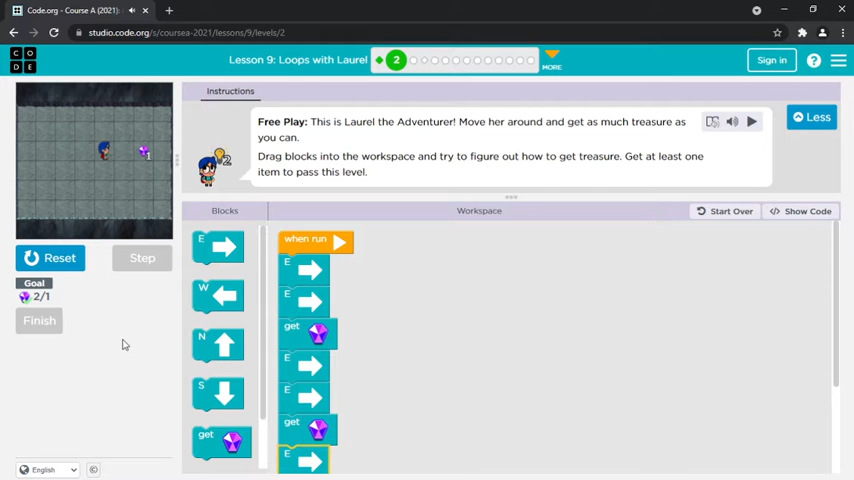 Code.org - Course A (2021):
studio.code.org/s/coursea-2021/lessons/9/levels/2
CO
DE
Lesson 9: Loops with Laurel
2
MORE
Sign in
Instructions
Free Play: This is Laurel the Adventurer! Move her around and get as much treasure as
you can.
Drag blocks into the workspace and try to figure out how to get treasure. Get at least one
item to pass this level.
Less
2
1
Blocks
Workspace
Start Over
Show Code
Reset
Step
Goal
2/1
Finish
E
W
N
S
get
when run
E
E
get
E
E
get
E
English